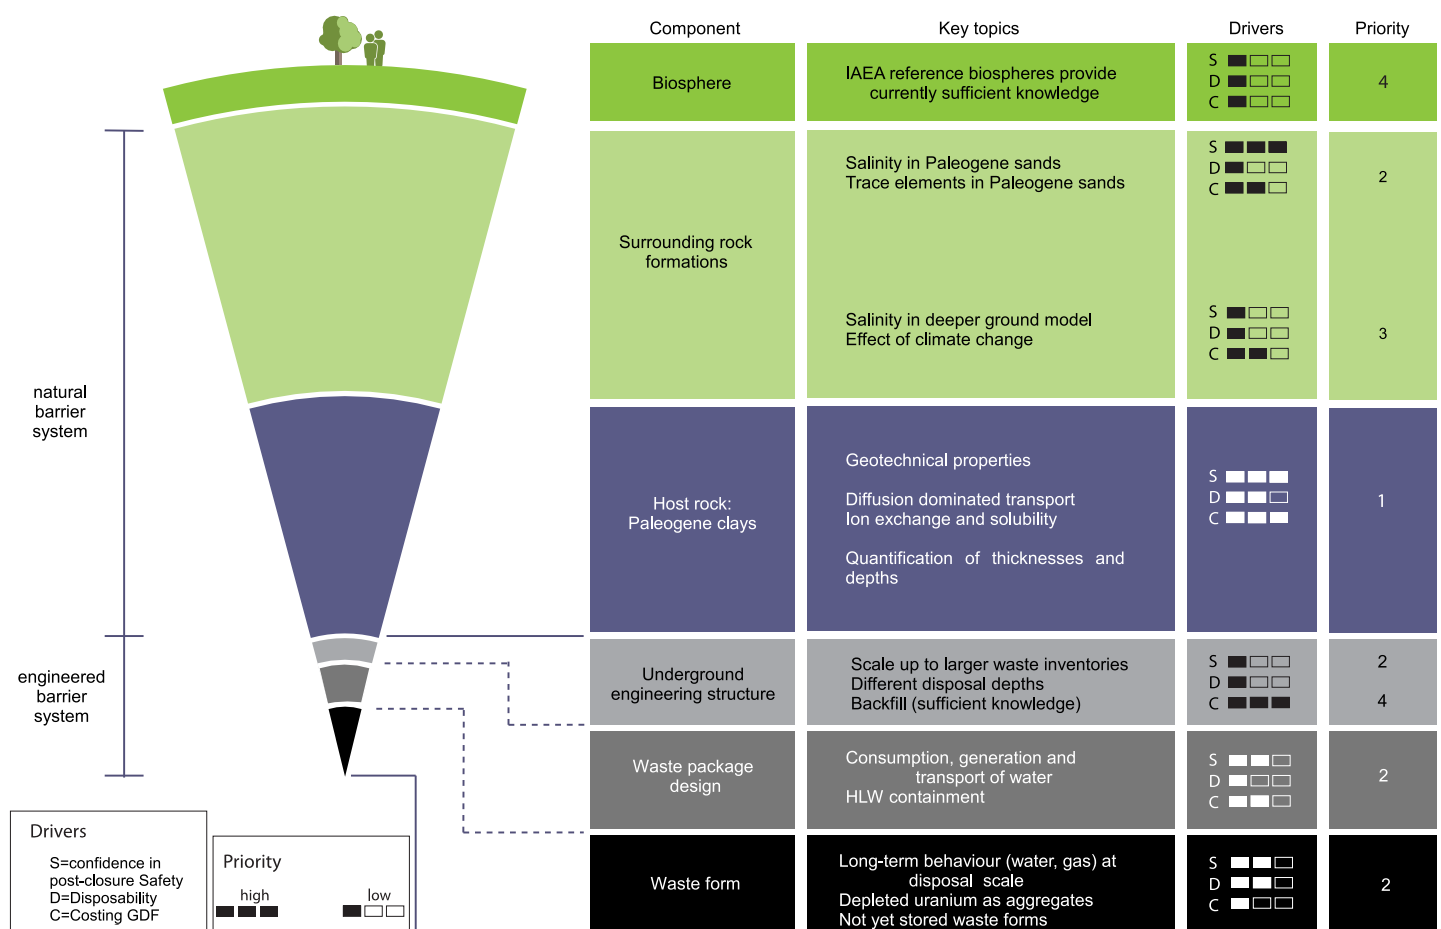 Component Key topics Drivers Priority
Biosphere
IAEA reference biospheres provide
currently sufficient knowledge
S
D
C
4
Surrounding rock
formations
Salinity in Paleogene sands
Trace elements in Paleogene sands
S
D
C
2
Salinity in deeper ground model
Effect of climate change
S
D
C
3
natural
barrier
system
Host rock:
Paleogene clays
Geotechnical properties
Diffusion dominated transport
Ion exchange and solubility
Quantification of thicknesses and
depths
S
D
C
1
engineered
barrier
system
Underground
engineering structure
Scale up to larger waste inventories
Different disposal depths
Backfill (sufficient knowledge)
S
D
C
2
4
Waste package
design
Consumption, generation and
transport of water
HLW containment
S
D
C
2
Waste form
Long-term behaviour (water, gas) at
disposal scale
Depleted uranium as aggregates
Not yet stored waste forms
S
D
C
2
Drivers
S=confidence in
post-closure Safety
D=Disposability
C=Costing GDF
Priority
high low